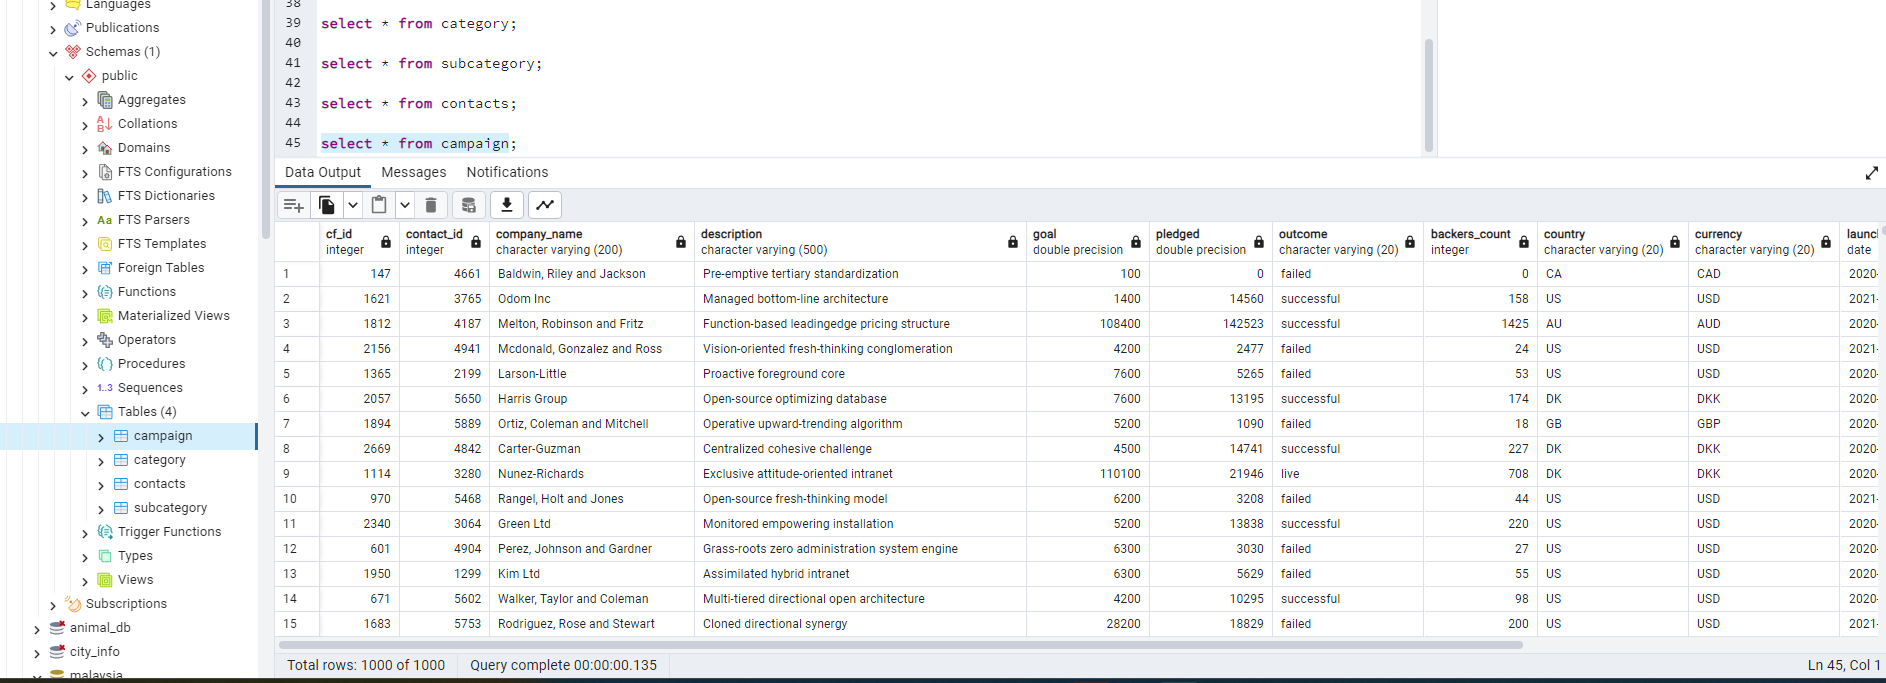 Languages
Publications
Schemas (1)
public
Aggregates
Collations
Domains
FTS Configurations
FTS Dictionaries
Aa FTS Parsers
FTS Templates
Foreign Tables
Functions
Materialized Views
Operators
Procedures
1..3 Sequences
Tables (4)
campaign
category
contacts
subcategory
Trigger Functions
Types
Views
Subscriptions
animal_db
city_info
malaysia
38
39 select * from category;
40
41 select * from subcategory;
42
43 select * from contacts;
44
45 select * from campaign;
Data Output Messages Notifications
cf_id contact_id company_name description goal pledged outcome backers_count country currency
integer integer character varying (200) character varying (500) double precision double precision character varying (20) integer character varying (20) character varying (20) date
1 147 4661 Baldwin, Riley and Jackson Pre-emptive tertiary standardization 100 0 failed 0 CA CAD 2020-
2 1621 3765 Odom Inc Managed bottom-line architecture 1400 14560 successful 158 US USD 2021-
3 1812 4187 Melton, Robinson and Fritz Function-based leadingedge pricing structure 108400 142523 successful 1425 AU AUD 2020-
4 2156 4941 Mcdonald, Gonzalez and Ross Vision-oriented fresh-thinking conglomeration 4200 2477 failed 24 US USD 2021-
5 1365 2199 Larson-Little Proactive foreground core 7600 5265 failed 53 US USD 2020-
6 2057 5650 Harris Group Open-source optimizing database 7600 13195 successful 174 DK DKK 2020-
7 1894 5889 Ortiz, Coleman and Mitchell Operative upward-trending algorithm 5200 1090 failed 18 GB GBP 2020-
8 2669 4842 Carter-Guzman Centralized cohesive challenge 4500 14741 successful 227 DK DKK 2020-
9 1114 3280 Nunez-Richards Exclusive attitude-oriented intranet 110100 21946 live 708 DK DKK 2020-
10 970 5468 Rangel, Holt and Jones Open-source fresh-thinking model 6200 3208 failed 44 US USD 2021-
11 2340 3064 Green Ltd Monitored empowering installation 5200 13838 successful 220 US USD 2020-
12 601 4904 Perez, Johnson and Gardner Grass-roots zero administration system engine 6300 3030 failed 27 US USD 2020-
13 1950 1299 Kim Ltd Assimilated hybrid intranet 6300 5629 failed 55 US USD 2020-
14 671 5602 Walker, Taylor and Coleman Multi-tiered directional open architecture 4200 10295 successful 98 US USD 2020-
15 1683 5753 Rodriguez, Rose and Stewart Cloned directional synergy 28200 18829 failed 200 US USD 2021-
Total rows: 1000 of 1000 Query complete 00:00:00.135 Ln 45, Col 1